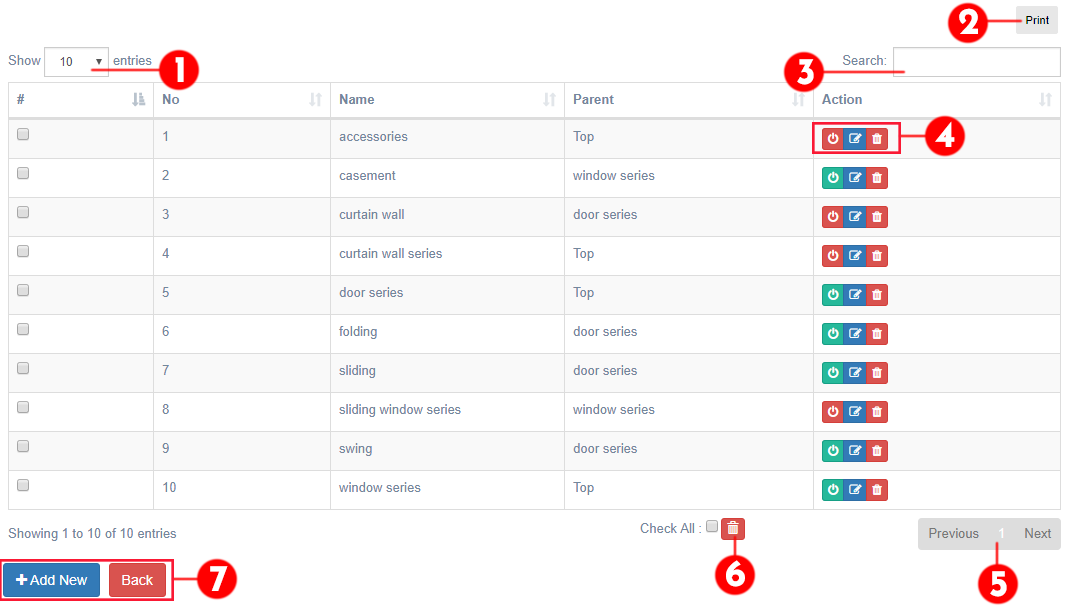 2 Print
Show 10 entries 1 3 Search:
# No Name Parent Action
1 accessories Top 4
2 casement window series
3 curtain wall door series
4 curtain wall series Top
5 door series Top
6 folding door series
7 sliding door series
8 sliding window series window series
9 swing door series
10 window series Top
Showing 1 to 10 of 10 entries Check All : Previous 1 Next
+ Add New Back 7 6 5